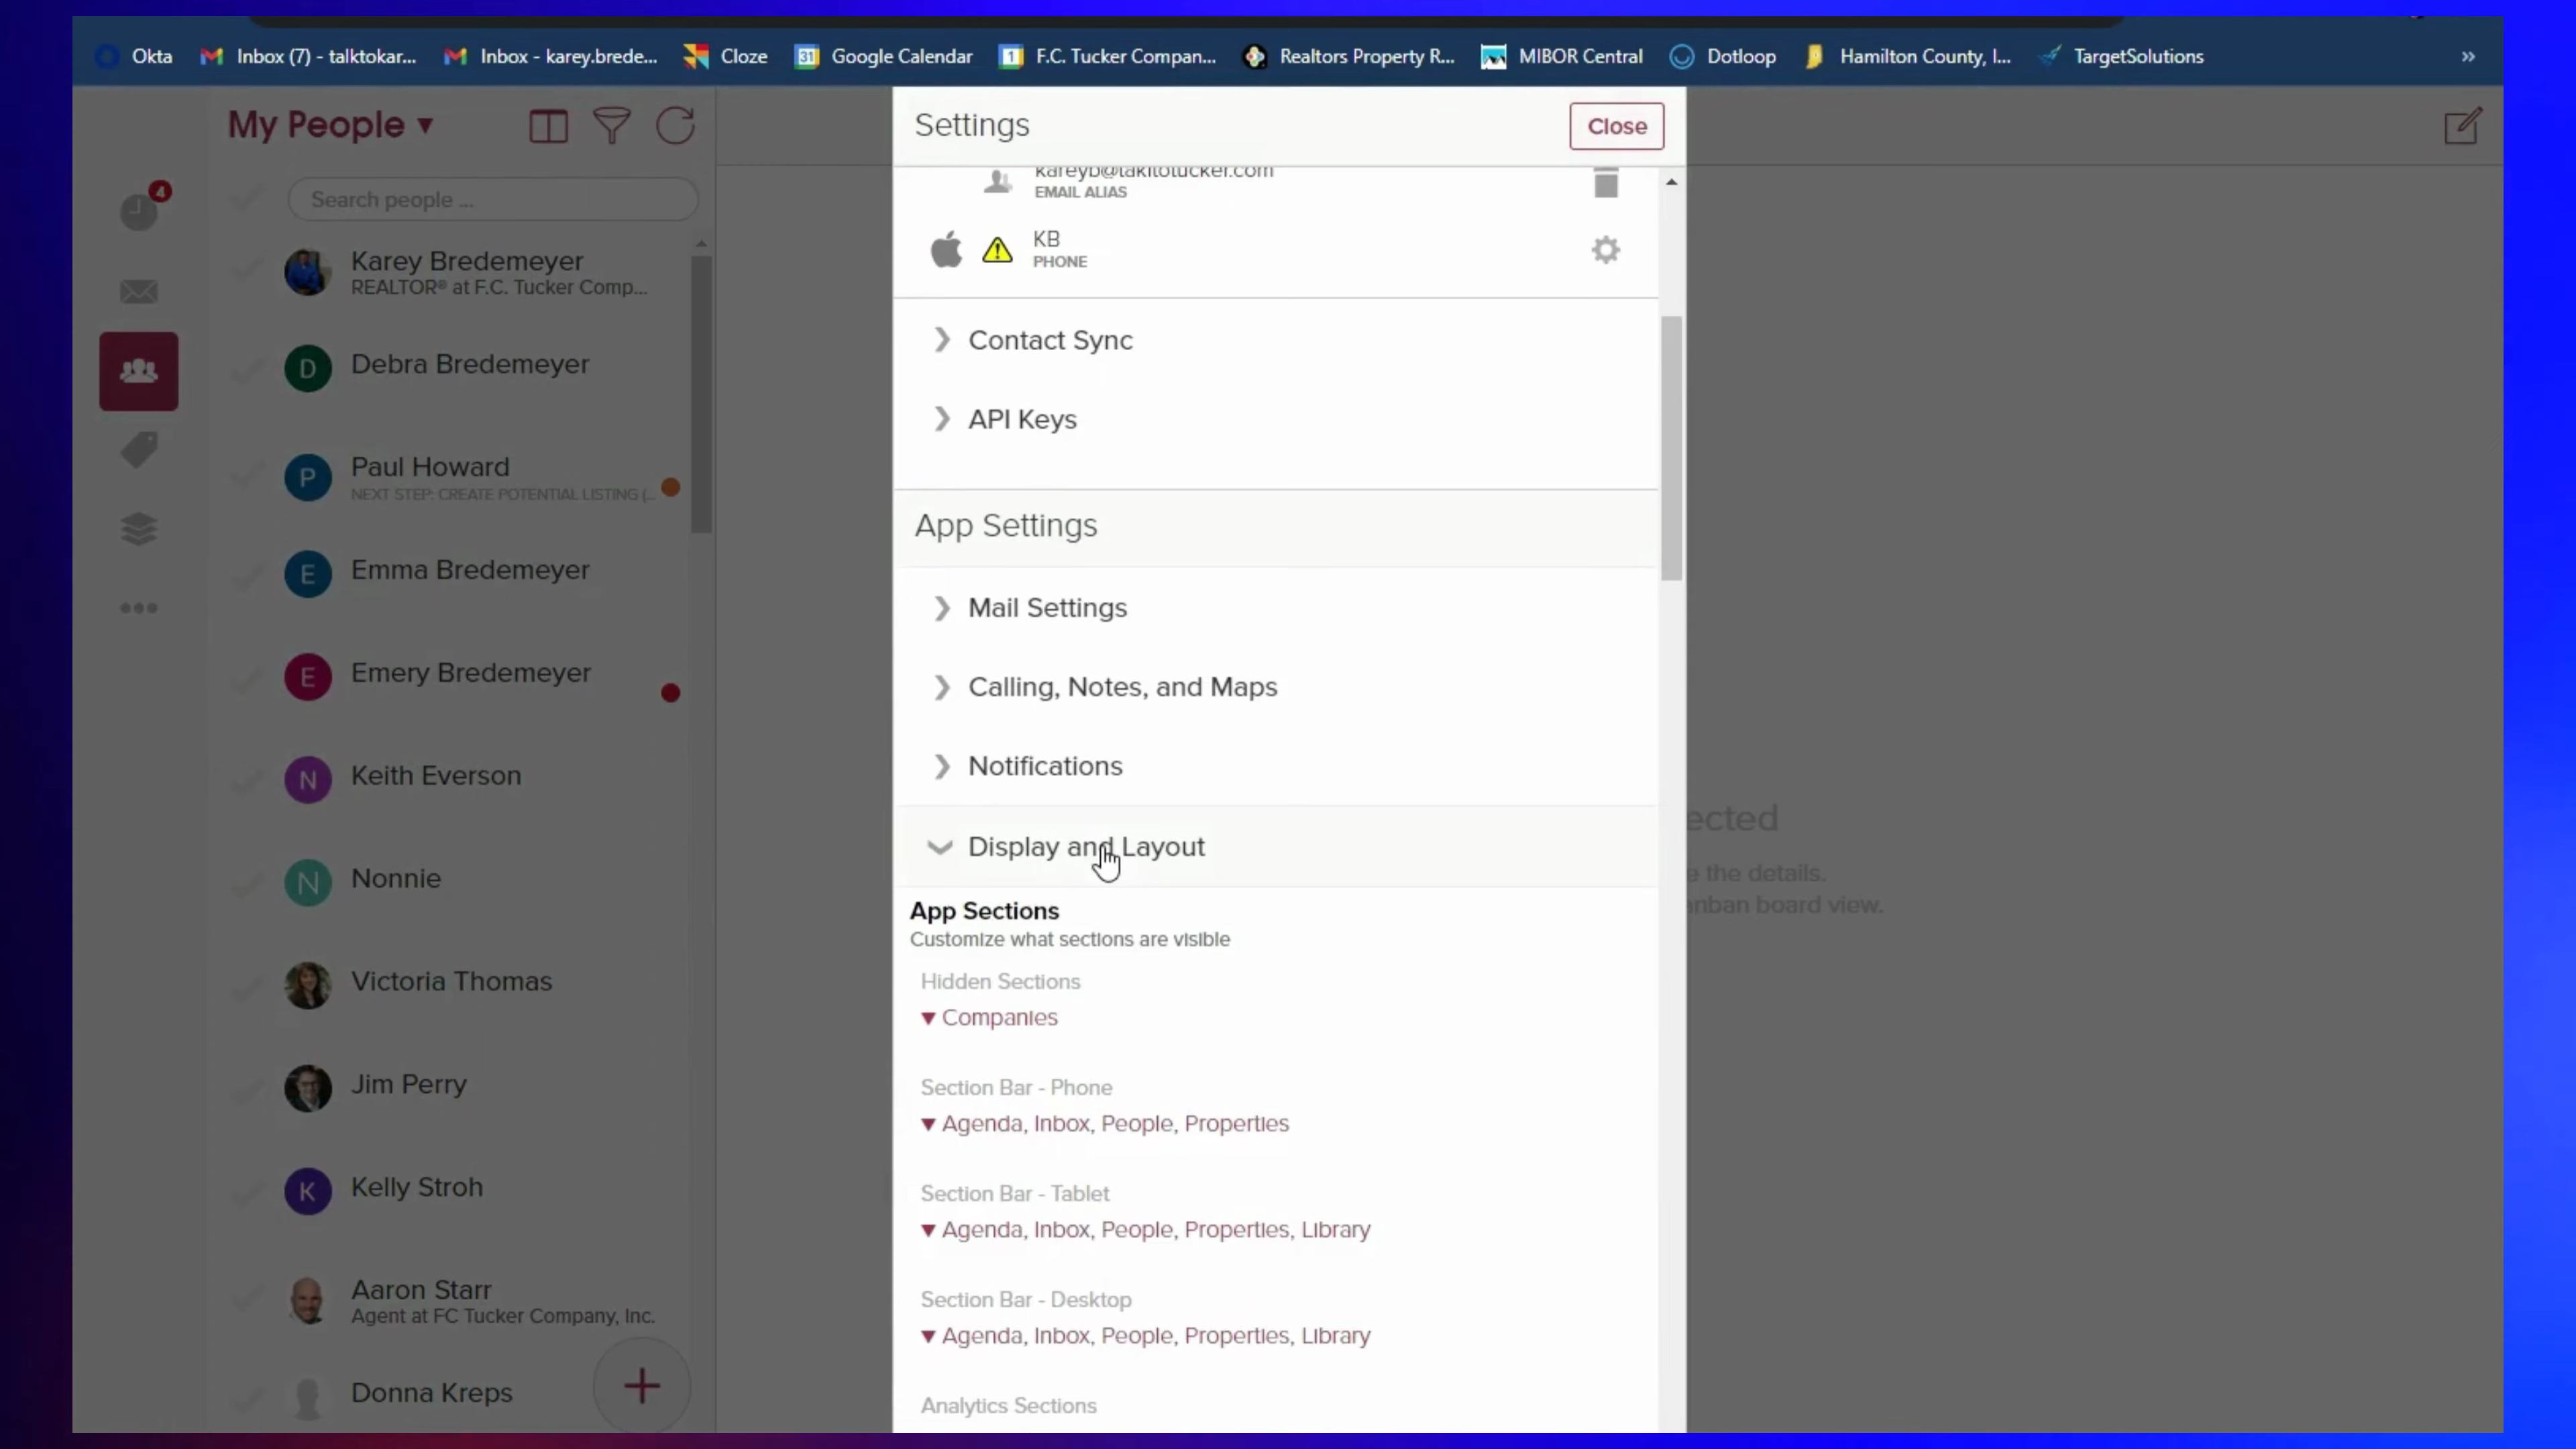 Okta
Inbox (7) - talktokar...
Inbox - karey.brede...
Cloze
31
Google Calendar
1
F.C. Tucker Compan...
Realtors Property R...
MIBOR Central
Dotloop
Hamilton County, I...
TargetSolutions
»
My People ▼
4
Search people ...
Karey Bredemeyer
REALTOR® at F.C. Tucker Comp...
D
Debra Bredemeyer
P
Paul Howard
NEXT STEP: CREATE POTENTIAL LISTING (...
E
Emma Bredemeyer
E
Emery Bredemeyer
N
Keith Everson
N
Nonnie
Victoria Thomas
Jim Perry
K
Kelly Stroh
Aaron Starr
Agent at FC Tucker Company, Inc.
Donna Kreps
Settings
Close
kareyb@talktotucker.com
EMAIL ALIAS
KB
PHONE
Contact Sync
API Keys
App Settings
Mail Settings
Calling, Notes, and Maps
Notifications
Display and Layout
App Sections
Customize what sections are visible
Hidden Sections
▼ Companies
Section Bar - Phone
▼ Agenda, Inbox, People, Properties
Section Bar - Tablet
▼ Agenda, Inbox, People, Properties, Library
Section Bar - Desktop
▼ Agenda, Inbox, People, Properties, Library
Analytics Sections
ected
e the details.
nban board view.